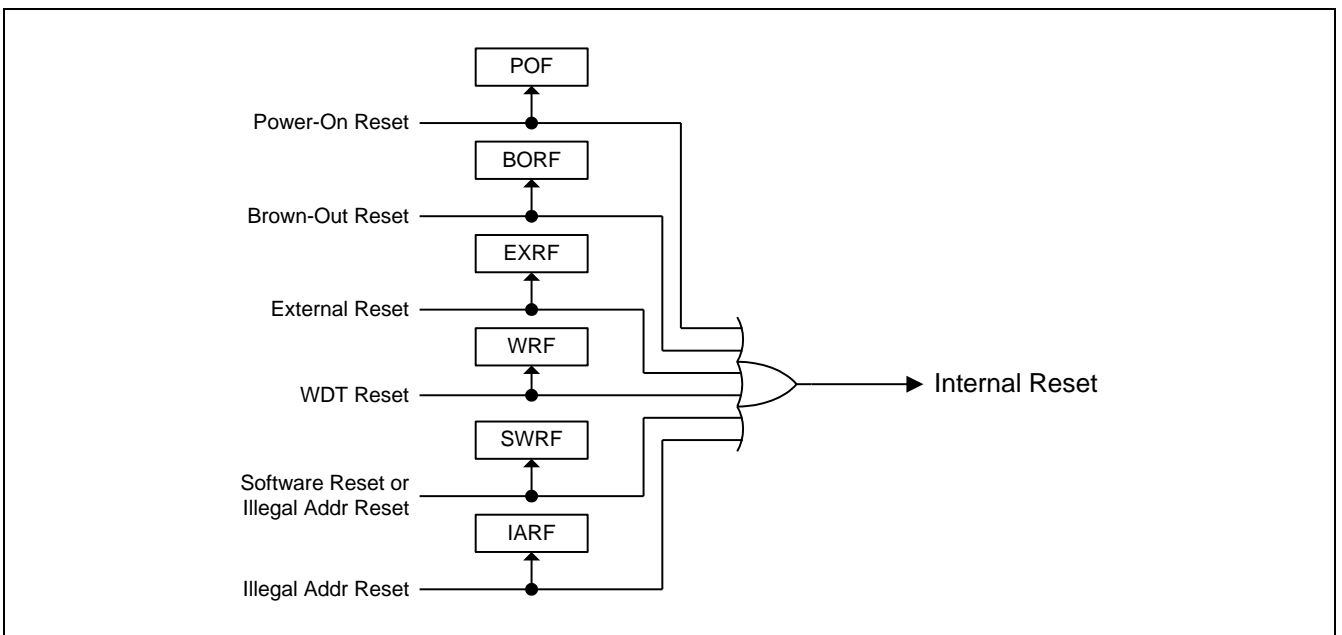 POF
Power-On Reset
BORF
Brown-Out Reset
EXRF
External Reset
WRF
WDT Reset
Internal Reset
SWRF
Software Reset or
Illegal Addr Reset
IARF
Illegal Addr Reset